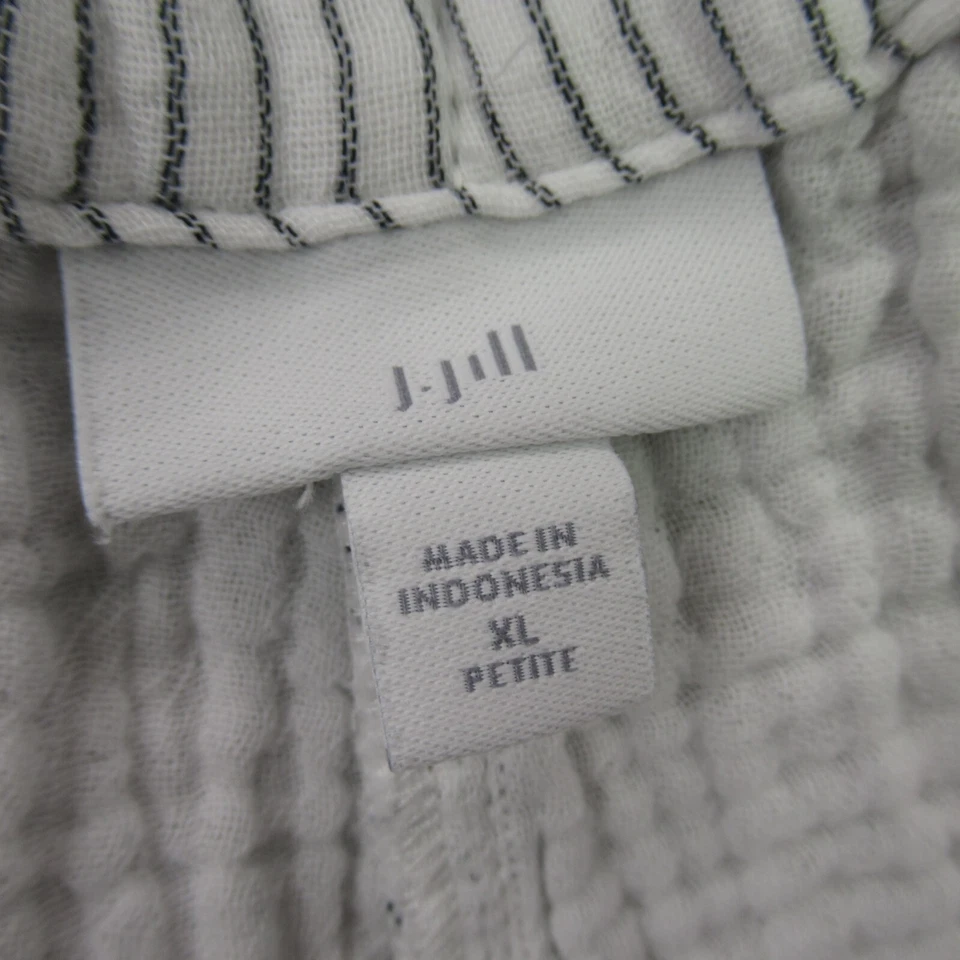 J.Jill
MADE IN
INDONESIA
XL
PETITE